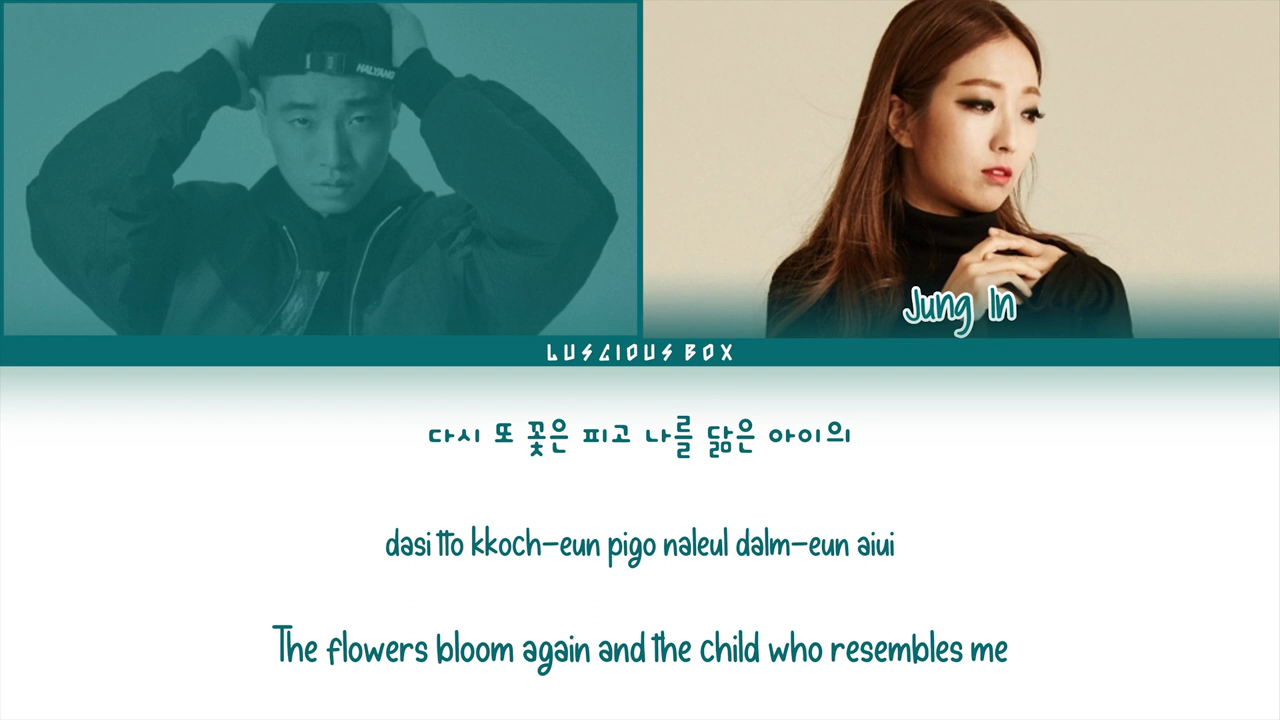 HALYANG
Jung In
LUSCIOUS BOX
다시 또 꽃은 피고 나를 닮은 아이의
dasi tto kkoch-eun pigo naleul dalm-eun aiui
The flowers bloom again and the child who resembles me